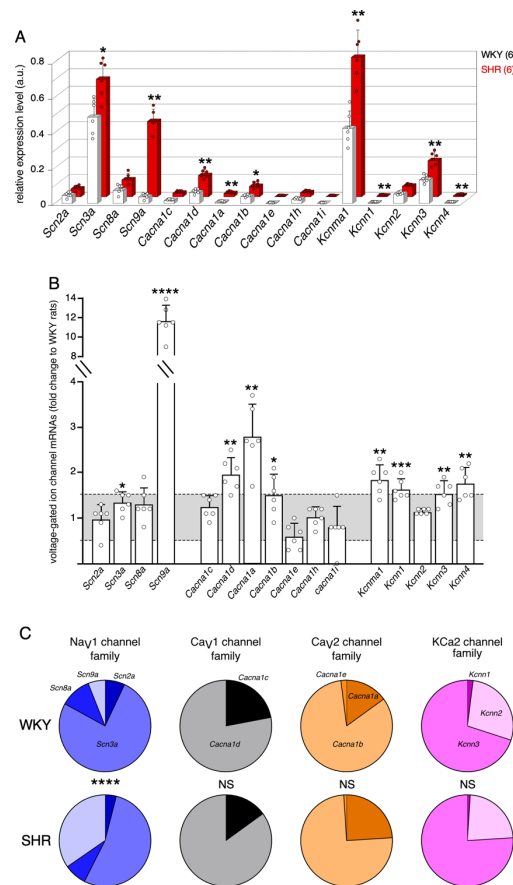 A
relative expression level (a.u.)
0.8
0.6
0.4
0.2
0
* ** ** ** * ** ** ** **
WKY (6
SHR (6)
Scn2a Scn3a Scn8a Scn9a Cacna1c Cacna1d Cacna1a Cacna1b Cacna1e Cacna1h Cacna1i Kcnma1 Kcnn1 Kcnn2 Kcnn3 Kcnn4
B
voltage-gated ion channel mRNAs (fold change to WKY rats)
14
12
10
8
4
3
2
1
**** * ** ** * ** *** ** **
Scn2a Scn3a Scn8a Scn9a Cacna1c Cacna1d Cacna1a Cacna1b Cacna1e Cacna1h cacna1I Kcnma1 Kcnn1 Kcnn2 Kcnn3 Kcnn4
C
NaV1 channel family
CaV1 channel family
CaV2 channel family
KCa2 channel family
WKY
Scn8a Scn9a Scn2a Scn3a
Cacna1c Cacna1d
Cacna1e Cacna1a Cacna1b
Kcnn1 Kcnn2 Kcnn3
SHR
**** NS NS NS